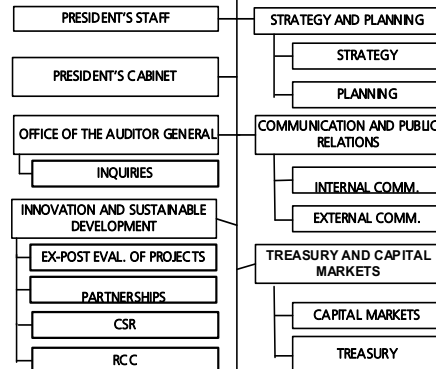 PRESIDENT'S STAFF
PRESIDENT'S CABINET
OFFICE OF THE AUDITOR GENERAL
INQUIRIES
INNOVATION AND SUSTAINABLE
DEVELOPMENT
EX-POST EVAL. OF PROJECTS
PARTNERSHIPS
CSR
RCC
STRATEGY AND PLANNING
STRATEGY
PLANNING
COMMUNICATION AND PUBLIC
RELATIONS
INTERNAL COMM.
EXTERNAL COMM.
TREASURY AND CAPITAL
MARKETS
CAPITAL MARKETS
TREASURY